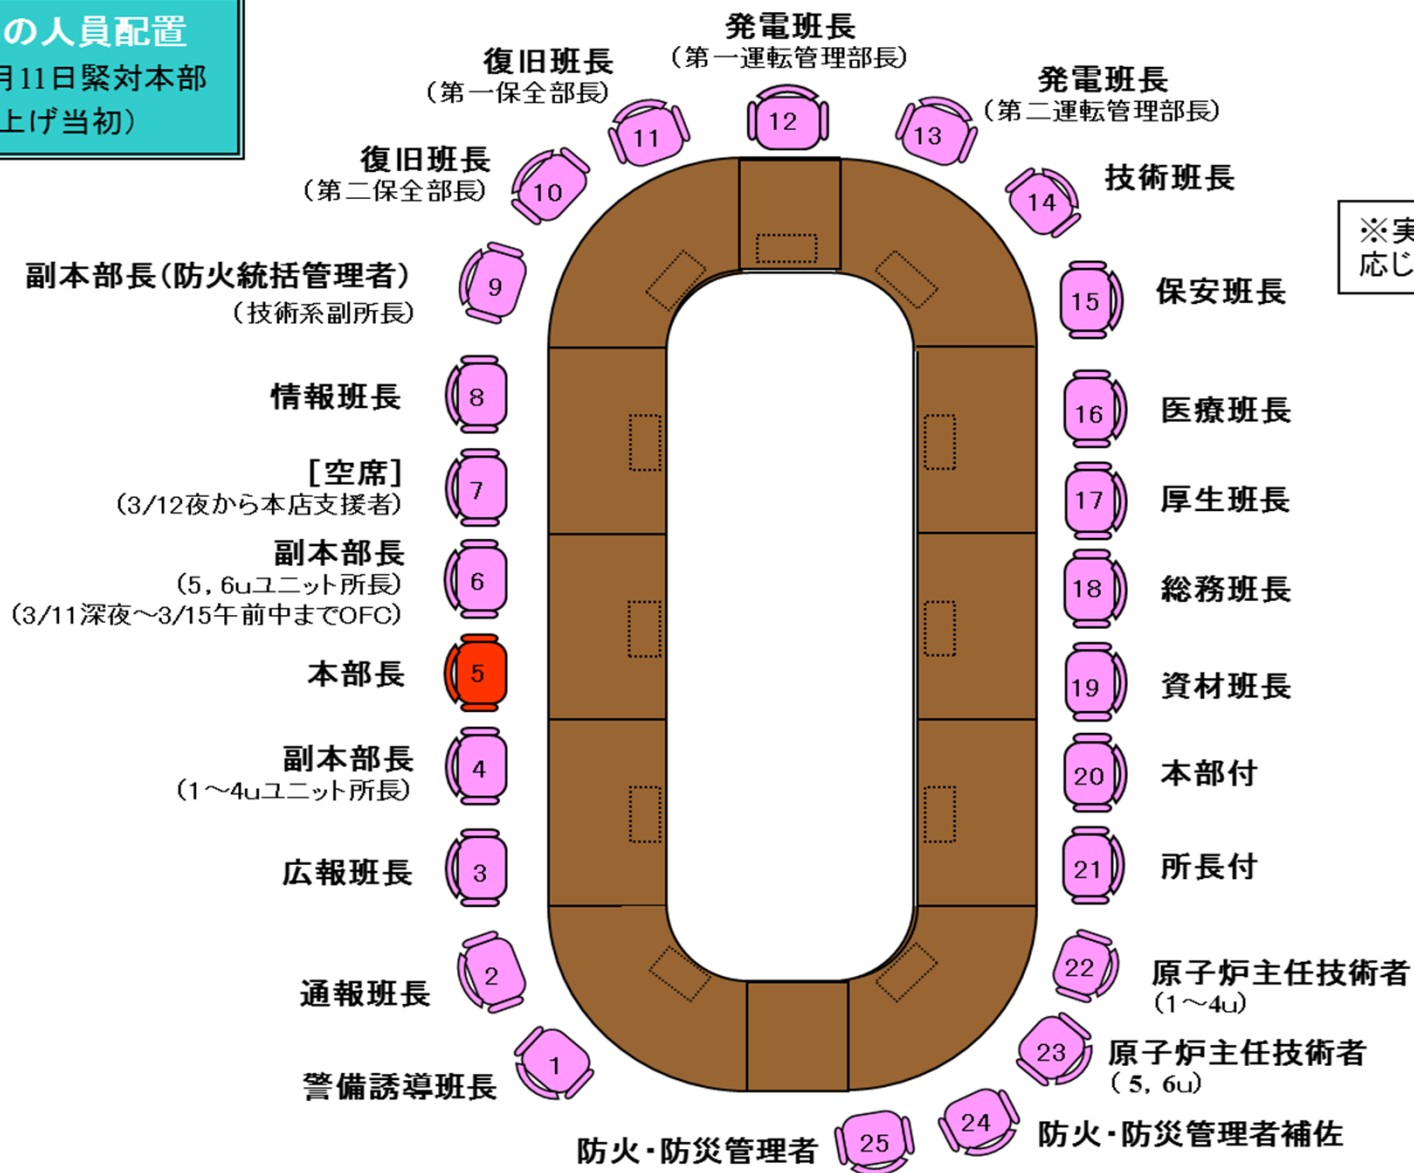 の人員配置
月11日緊対本部
上げ当初）
発電班長
（第一運転管理部長）
復旧班長
（第一保全部長）
発電班長
（第二運転管理部長）
復旧班長
（第二保全部長）
技術班長
副本部長（防火統括管理者）
（技術系副所長）
保安班長
※実
応じ
情報班長
医療班長
［空席］
（3/12夜から本店支援者）
厚生班長
副本部長
（5，6uユニット所長）
（3/11深夜～3/15午前中までOFC）
総務班長
本部長
資材班長
副本部長
（1～4uユニット所長）
本部付
広報班長
所長付
通報班長
原子炉主任技術者
（1～4u）
警備誘導班長
原子炉主任技術者
（5，6u）
防火・防災管理者
防火・防災管理者補佐
1
2
3
4
5
6
7
8
9
10
11
12
13
14
15
16
17
18
19
20
21
22
23
24
25